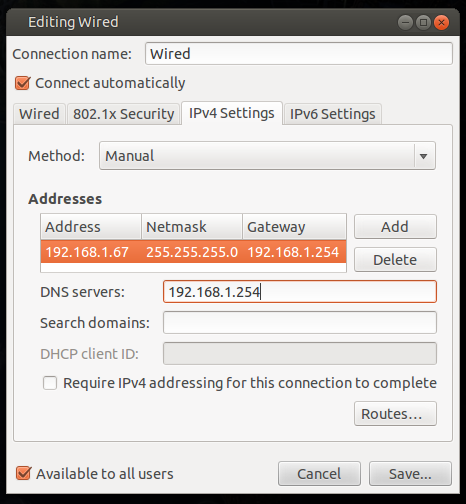 Editing Wired
Connection name: Wired
Connect automatically
Wired 802.1x Security IPv4 Settings IPv6 Settings
Method: Manual
Addresses
Address Netmask Gateway Add
192.168.1.67 255.255.255.0 192.168.1.254 Delete
DNS servers: 192.168.1.254
Search domains:
DHCP client ID:
Require IPv4 addressing for this connection to complete
Routes…
Available to all users Cancel Save...